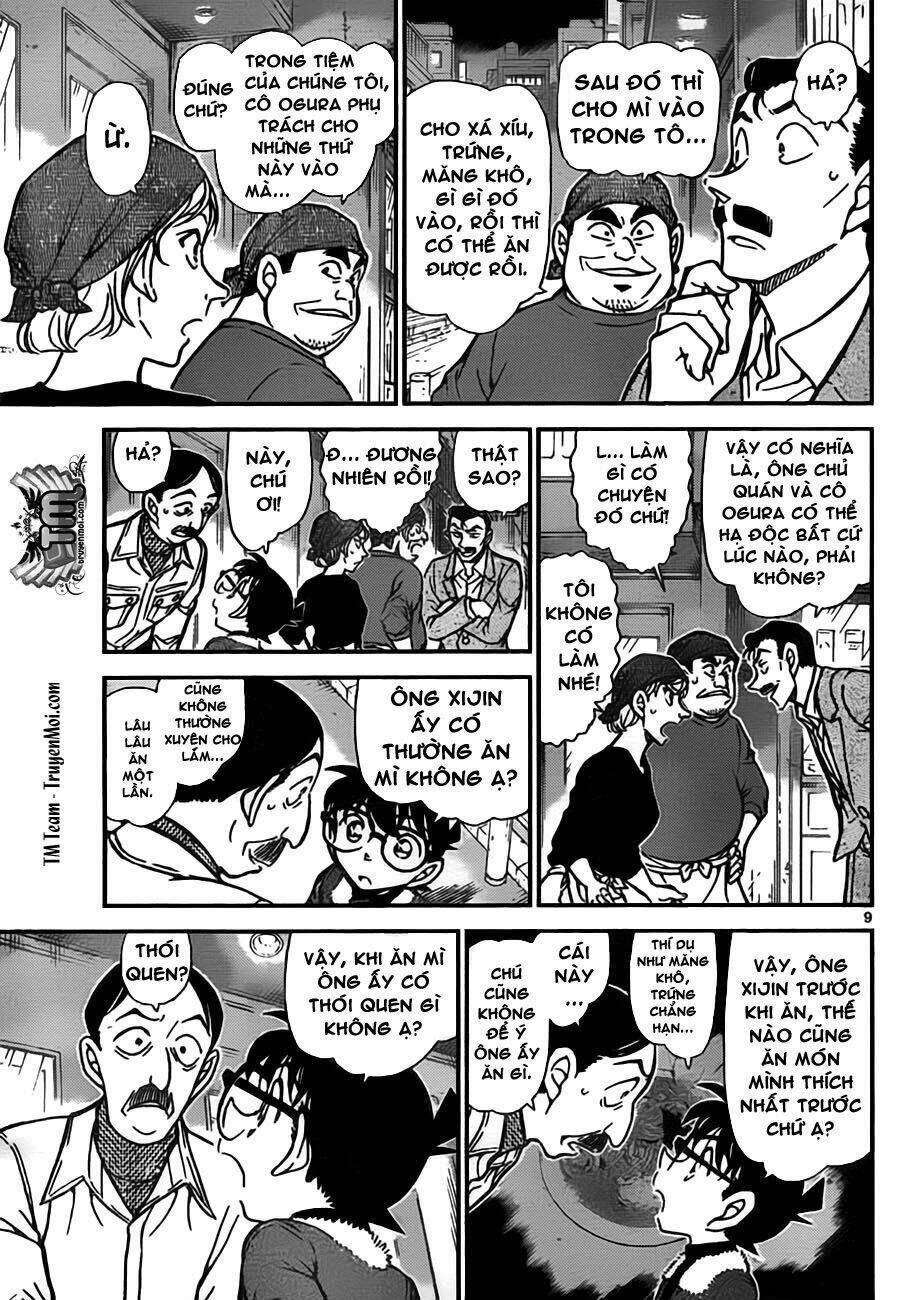 HẢ?
SAU ĐÓ THÌ
CHO MÌ VÀO
TRONG TÔ...
CHO XÁ XÍU,
TRỨNG,
MĂNG KHÔ,
GÌ GÌ ĐÓ
VÀO, RỒI THÌ
CÓ THỂ ĂN
ĐƯỢC RỒI.
TRONG TIỆM
CỦA CHÚNG TÔI,
CÔ OGURA PHỤ
TRÁCH CHO
NHỮNG THỨ
NÀY VÀO
MÀ...
ĐÚNG
CHỨ?
Ừ.
VẬY CÓ NGHĨA
LÀ, ÔNG CHỦ
QUÁN VÀ CÔ
OGURA CÓ THỂ
HẠ ĐỘC BẤT CỨ
LÚC NÀO, PHẢI
KHÔNG?
L... LÀM
GÌ CÓ
CHUYỆN
ĐÓ CHỨ!
TÔI
KHÔNG
CÓ
LÀM
NHÉ!
THẬT
SAO?
Đ... ĐƯƠNG
NHIÊN RỒI!
NÀY,
CHÚ
ƠI!
HẢ?
ÔNG XIJIN
ẤY CÓ
THƯỜNG ĂN
MÌ KHÔNG Ạ?
CŨNG
KHÔNG
THƯỜNG
XUYÊN CHO
LẮM...
LÂU
LÂU ĂN
MỘT
LẦN.
9
VẬY, ÔNG
XIJIN TRƯỚC
KHI ĂN, THẾ
NÀO CŨNG
ĂN MÓN
MÌNH THÍCH
NHẤT TRƯỚC
CHỨ Ạ?
THÍ DỤ
NHƯ MĂNG
KHÔ,
TRỨNG
CHẲNG
HẠN...
CÁI
NÀY
...
CHÚ
CŨNG
KHÔNG
ĐỂ Ý
ÔNG ẤY
ĂN GÌ.
VẬY, KHI ĂN MÌ
ÔNG ẤY CÓ
THÓI QUEN GÌ
KHÔNG Ạ?
THÓI
QUEN?
TM
truyenmoi.com
TM Team - TruyenMoi.com